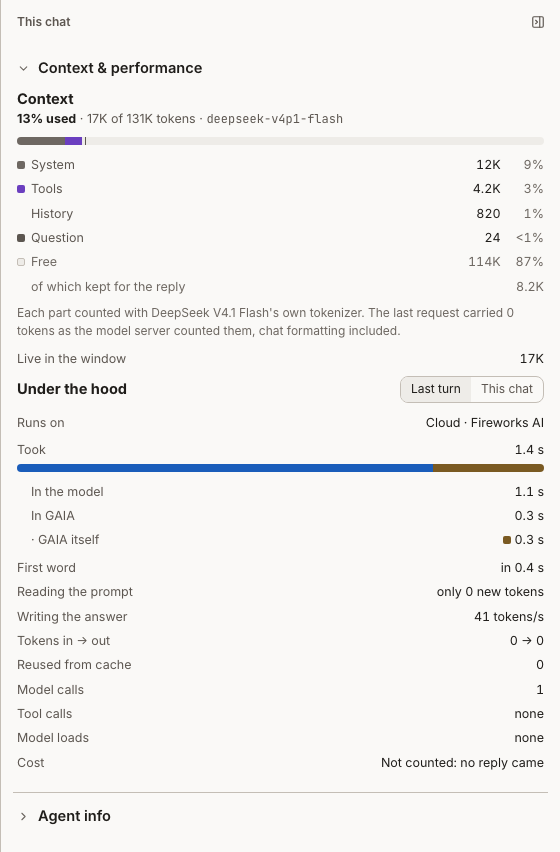 This chat
Context & performance
Context
13% used · 17K of 131K tokens · deepseek-v4p1-flash
System 12K 9%
Tools 4.2K 3%
History 820 1%
Question 24 <1%
Free 114K 87%
of which kept for the reply 8.2K
Each part counted with DeepSeek V4.1 Flash's own tokenizer. The last request carried 0
tokens as the model server counted them, chat formatting included.
Live in the window 17K
Under the hood Last turn This chat
Runs on Cloud · Fireworks AI
Took 1.4 s
In the model 1.1 s
In GAIA 0.3 s
· GAIA itself 0.3 s
First word in 0.4 s
Reading the prompt only 0 new tokens
Writing the answer 41 tokens/s
Tokens in → out 0 → 0
Reused from cache 0
Model calls 1
Tool calls none
Model loads none
Cost Not counted: no reply came
Agent info